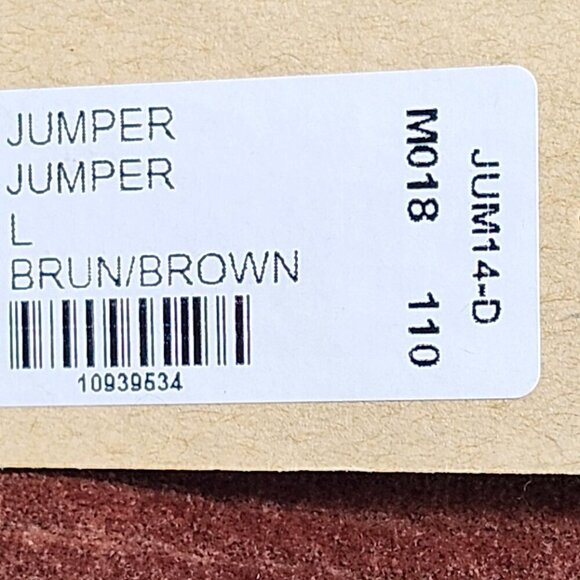 JUMPER
JUMPER
L
BRUN/BROWN
10939534
M018 110
JUM14-D